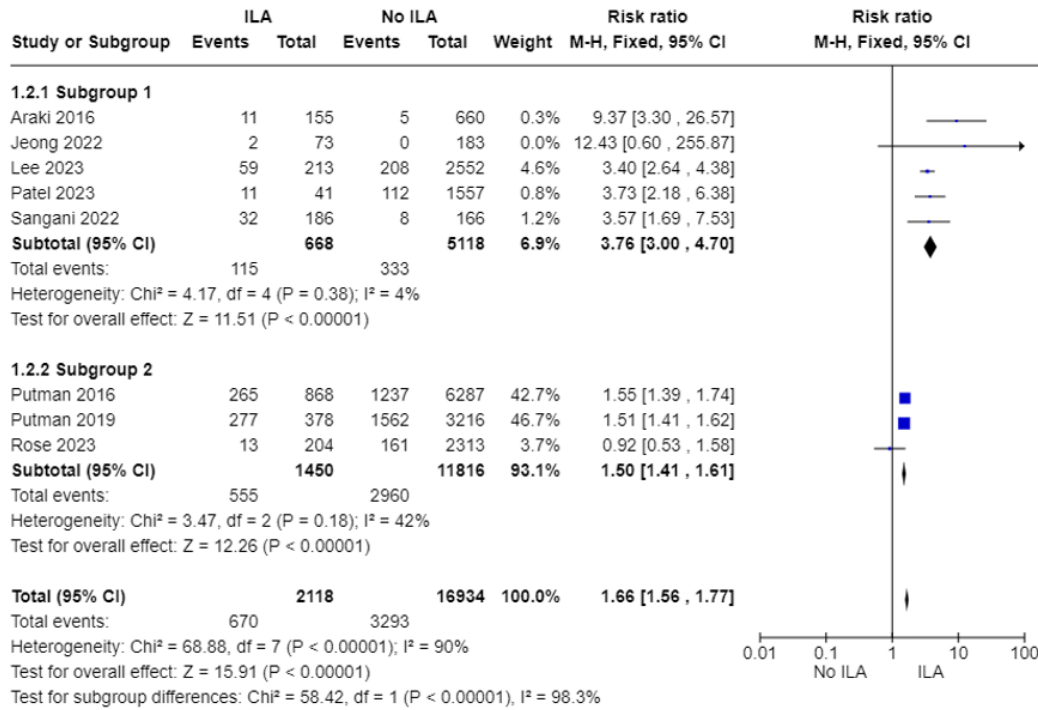 ILA No ILA Risk ratio Risk ratio
Study or Subgroup Events Total Events Total Weight M-H, Fixed, 95% CI M-H, Fixed, 95% CI
1.2.1 Subgroup 1
Araki 2016 11 155 5 660 0.3% 9.37 [3.30 , 26.57]
Jeong 2022 2 73 0 183 0.0% 12.43 [0.60 , 255.87]
Lee 2023 59 213 208 2552 4.6% 3.40 [2.64 , 4.38]
Patel 2023 11 41 112 1557 0.8% 3.73 [2.18 , 6.38]
Sangani 2022 32 186 8 166 1.2% 3.57 [1.69 , 7.53]
Subtotal (95% CI) 668 5118 6.9% 3.76 [3.00 , 4.70]
Total events: 115 333
Heterogeneity: Chi² = 4.17, df = 4 (P = 0.38); I² = 4%
Test for overall effect: Z = 11.51 (P < 0.00001)
1.2.2 Subgroup 2
Putman 2016 265 868 1237 6287 42.7% 1.55 [1.39 , 1.74]
Putman 2019 277 378 1562 3216 46.7% 1.51 [1.41 , 1.62]
Rose 2023 13 204 161 2313 3.7% 0.92 [0.53 , 1.58]
Subtotal (95% CI) 1450 11816 93.1% 1.50 [1.41 , 1.61]
Total events: 555 2960
Heterogeneity: Chi² = 3.47, df = 2 (P = 0.18); I² = 42%
Test for overall effect: Z = 12.26 (P < 0.00001)
Total (95% CI) 2118 16934 100.0% 1.66 [1.56 , 1.77]
Total events: 670 3293
Heterogeneity: Chi² = 68.88, df = 7 (P < 0.00001); I² = 90%
Test for overall effect: Z = 15.91 (P < 0.00001)
Test for subgroup differences: Chi² = 58.42, df = 1 (P < 0.00001), I² = 98.3%
0.01 0.1 1 10 100
No ILA ILA